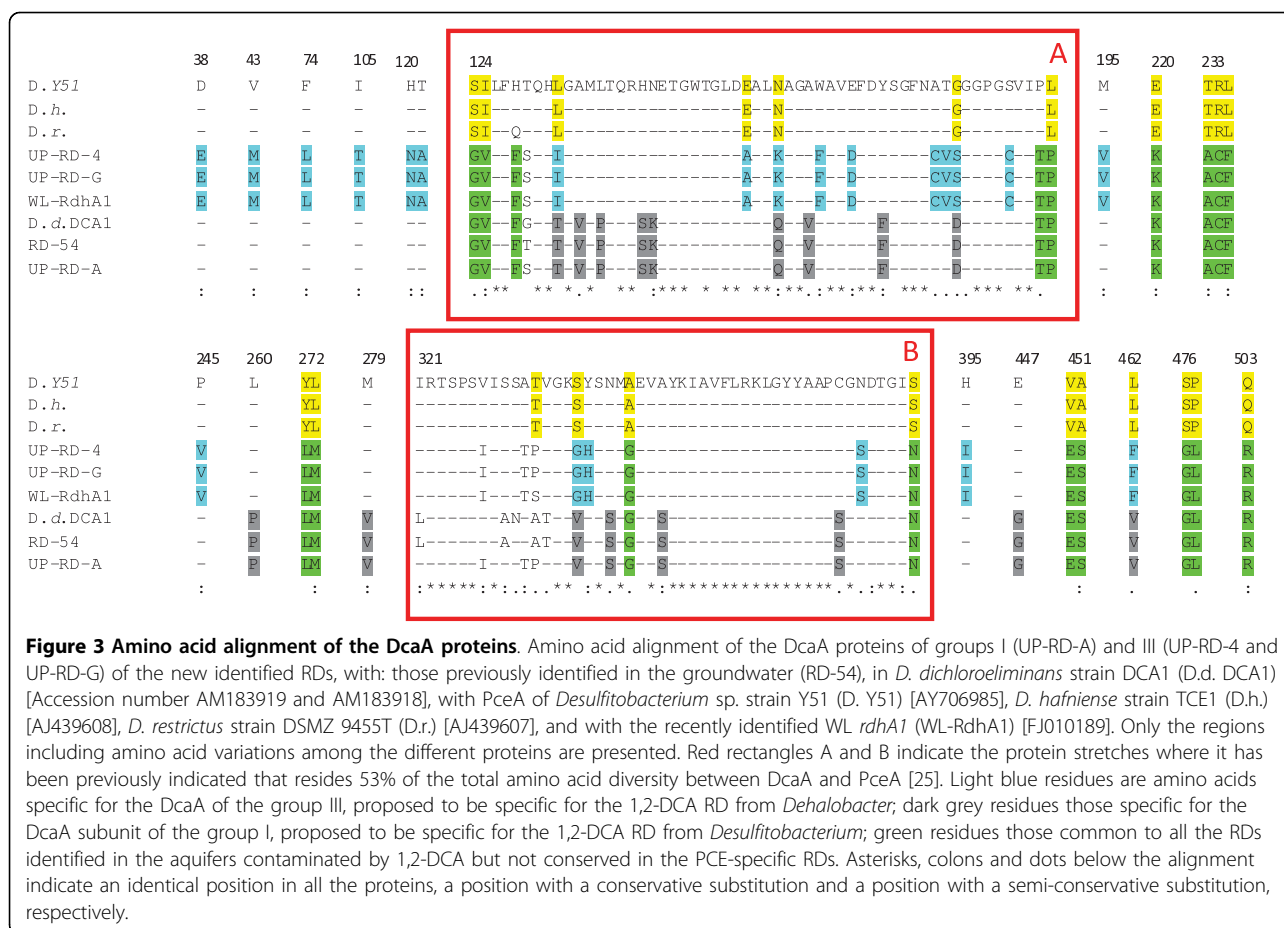 38 43 74 105 120 124 A 195 220 233
D.Y51 D V F I HT SILFHTQHLGAMLTQRHNETGWTGLDEALNAGAWAVEFDYSGFNATGGGPGSVIPL M E TRL
D.h. - - - - -- SI------L-----------------E--N----------------G--------L - E TRL
D.r. - - - - -- SI--Q---L-----------------E--N----------------G--------L - E TRL
UP-RD-4 E M L T NA GV--FS--I-----------------A--K---F--D-------CVS----C--TP V K ACF
UP-RD-G E M L T NA GV--FS--I-----------------A--K---F--D-------CVS----C--TP V K ACF
WL-RdhA1 E M L T NA GV--FS--I-----------------A--K---F--D-------CVS----C--TP V K ACF
D.d.DCA1 - - - - -- GV--FG--T-V-P---SK-----------Q--V------F------D-------TP - K ACF
RD-54 - - - - -- GV--FT--T-V-P---SK-----------Q--V------F------D-------TP - K ACF
UP-RD-A - - - - -- GV--FS--T-V-P---SK-----------Q--V------F------D-------TP - K ACF
: : : : :: .:** ** **.*. **:*** * ** ** **.**.:**:** **....** ** **. : : :
245 260 272 279 321 B 395 447 451 462 476 503
D.Y51 P L YL M IRTSPSVISSATVGKSYSNMAEVAYKIAVFLRKLGYYAAPCGNDTGIS H E VA L SP Q
D.h. - - YL - -----------T---S----A--------------------------S - - VA L SP Q
D.r. - - YL - -----------T---S----A--------------------------S - - VA L SP Q
UP-RD-4 V - LM - ------I---TP---GH---G----------------------S---N I - ES F GL R
UP-RD-G V - LM - ------I---TP---GH---G----------------------S---N I - ES F GL R
WL-RdhA1 V - LM - ------I---TS---GH---G----------------------S---N I - ES F GL R
D.d.DCA1 - P LM V L------AN-AT---V--S-G--S----------------S------N - G ES V GL R
RD-54 - P LM V L------A--AT---V--S-G--S----------------S------N - G ES V GL R
UP-RD-A - P LM V ------I---TP---V--S-G--S----------------S------N - G ES V GL R
: : : :*****:.**:.:..**.::*.*.**:****************.**:***. : : . . :
Figure 3 Amino acid alignment of the DcaA proteins. Amino acid alignment of the DcaA proteins of groups I (UP-RD-A) and III (UP-RD-4 and
UP-RD-G) of the new identified RDs, with: those previously identified in the groundwater (RD-54), in D. dichloroeliminans strain DCA1 (D.d. DCA1)
[Accession number AM183919 and AM183918], with PceA of Desulfitobacterium sp. strain Y51 (D. Y51) [AY706985], D. hafniense strain TCE1 (D.h.)
[AJ439608], D. restrictus strain DSMZ 9455T (D.r.) [AJ439607], and with the recently identified WL rdhA1 (WL-RdhA1) [FJ010189]. Only the regions
including amino acid variations among the different proteins are presented. Red rectangles A and B indicate the protein stretches where it has
been previously indicated that resides 53% of the total amino acid diversity between DcaA and PceA [25]. Light blue residues are amino acids
specific for the DcaA of the group III, proposed to be specific for the 1,2-DCA RD from Dehalobacter; dark grey residues those specific for the
DcaA subunit of the group I, proposed to be specific for the 1,2-DCA RD from Desulfitobacterium; green residues those common to all the RDs
identified in the aquifers contaminated by 1,2-DCA but not conserved in the PCE-specific RDs. Asterisks, colons and dots below the alignment
indicate an identical position in all the proteins, a position with a conservative substitution and a position with a semi-conservative substitution,
respectively.